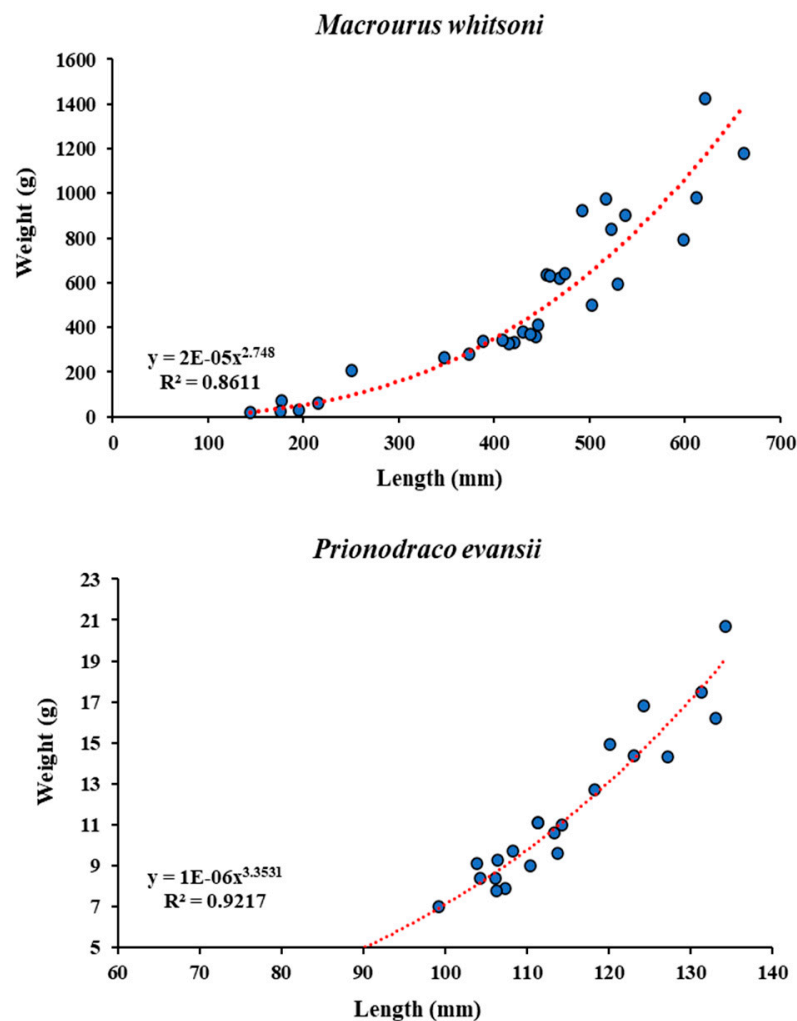 Macrourus whitsoni
1600
1400
1200
1000
800
600
400
200
0
Weight (g)
y = 2E-05x^2.748
R² = 0.8611
0 100 200 300 400 500 600 700
Length (mm)
Prionodraco evansii
23
21
19
17
15
13
11
9
7
5
Weight (g)
y = 1E-06x^3.3531
R² = 0.9217
60 70 80 90 100 110 120 130 140
Length (mm)